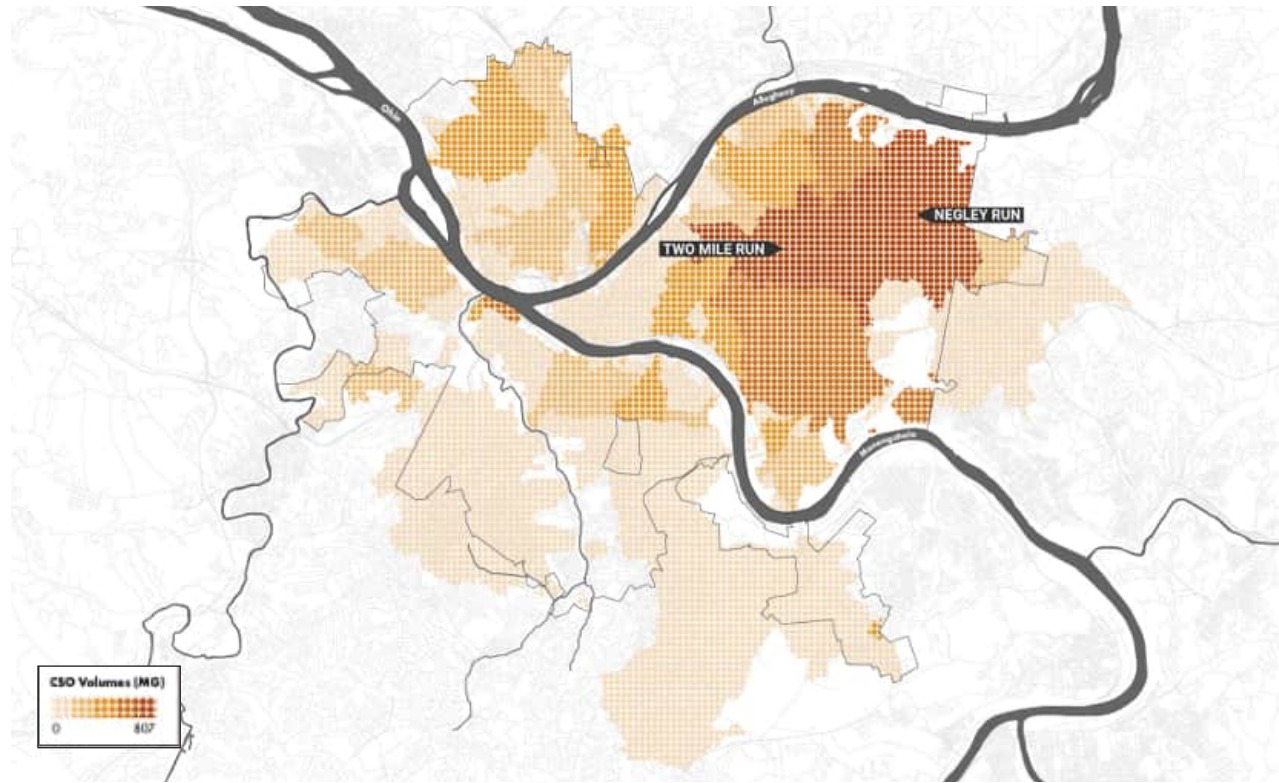 Ohio
Allegheny
NEGLEY RUN
TWO MILE RUN
Monongahela
CSO Volumes (MG)
0 807